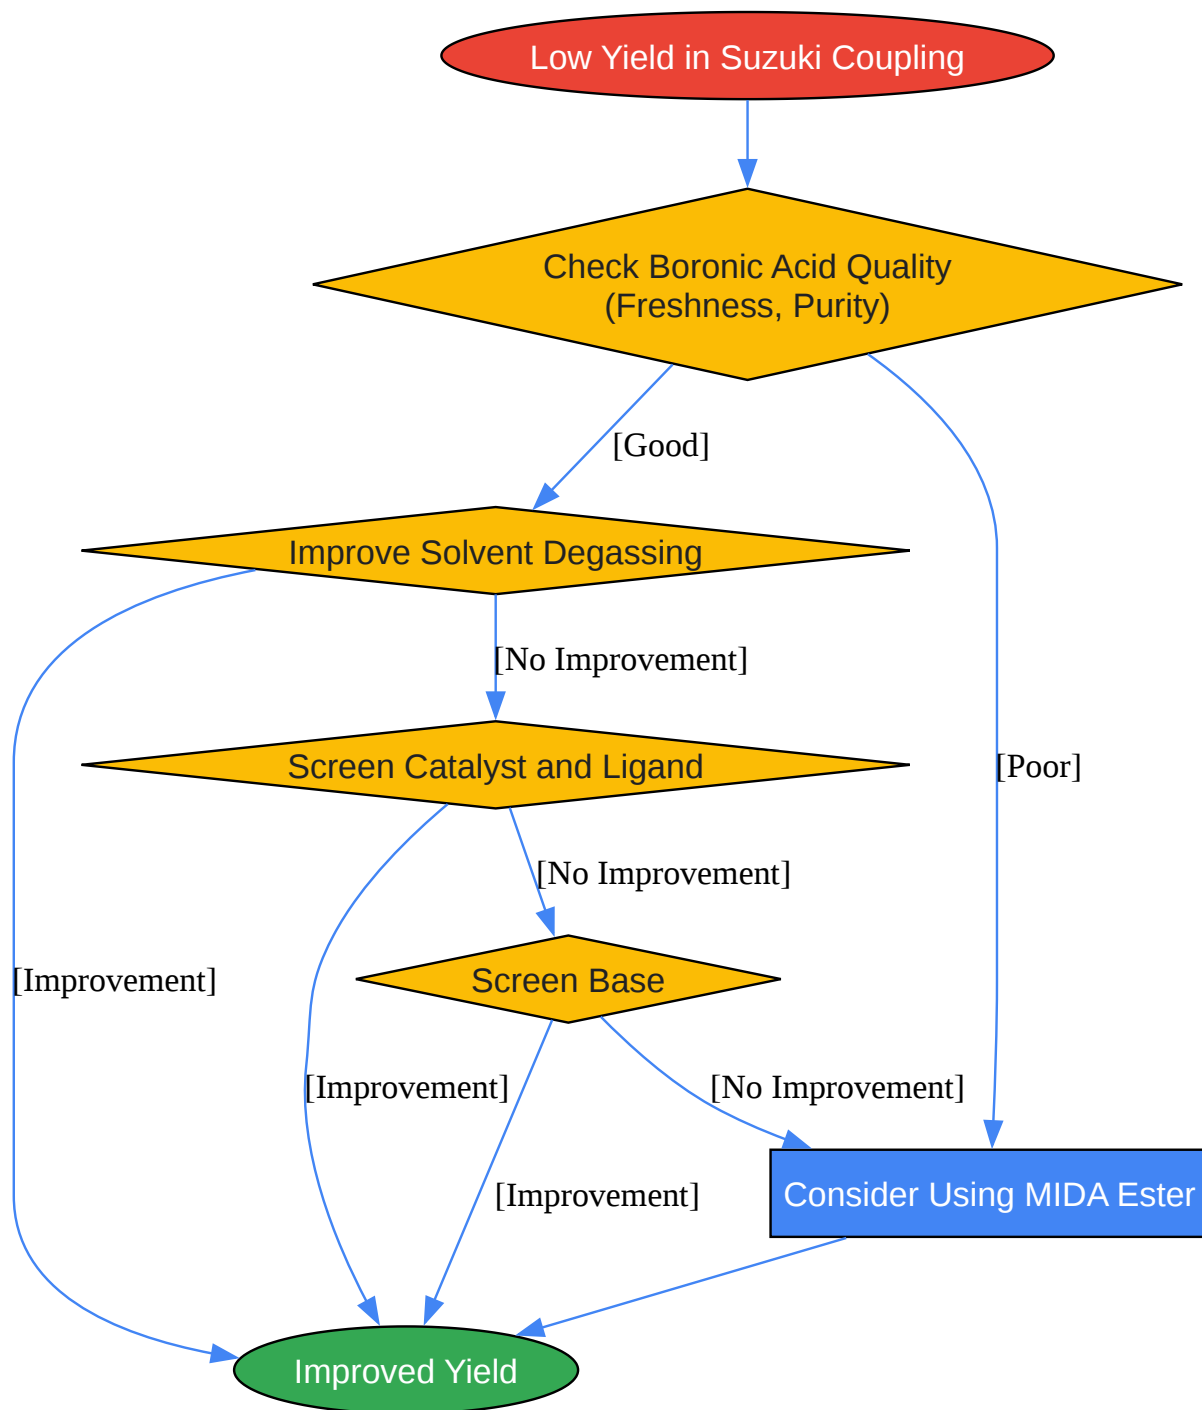 Low Yield in Suzuki Coupling
Check Boronic Acid Quality
(Freshness, Purity)
[Good]
Improve Solvent Degassing
[No Improvement]
Screen Catalyst and Ligand
[Poor]
[No Improvement]
[Improvement]
Screen Base
[Improvement]
[No Improvement]
[Improvement]
Consider Using MIDA Ester
Improved Yield